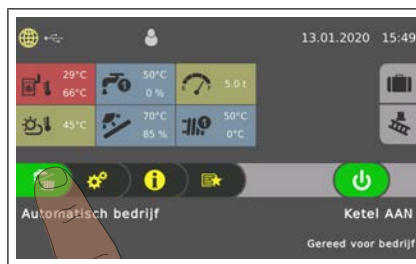 13.01.2020 15:49
29°C 50°C 5.0 t
66°C 0 %
45°C 70°C 50°C
85 % 0°C
Automatisch bedrijf Ketel AAN
Gereed voor bedrijf